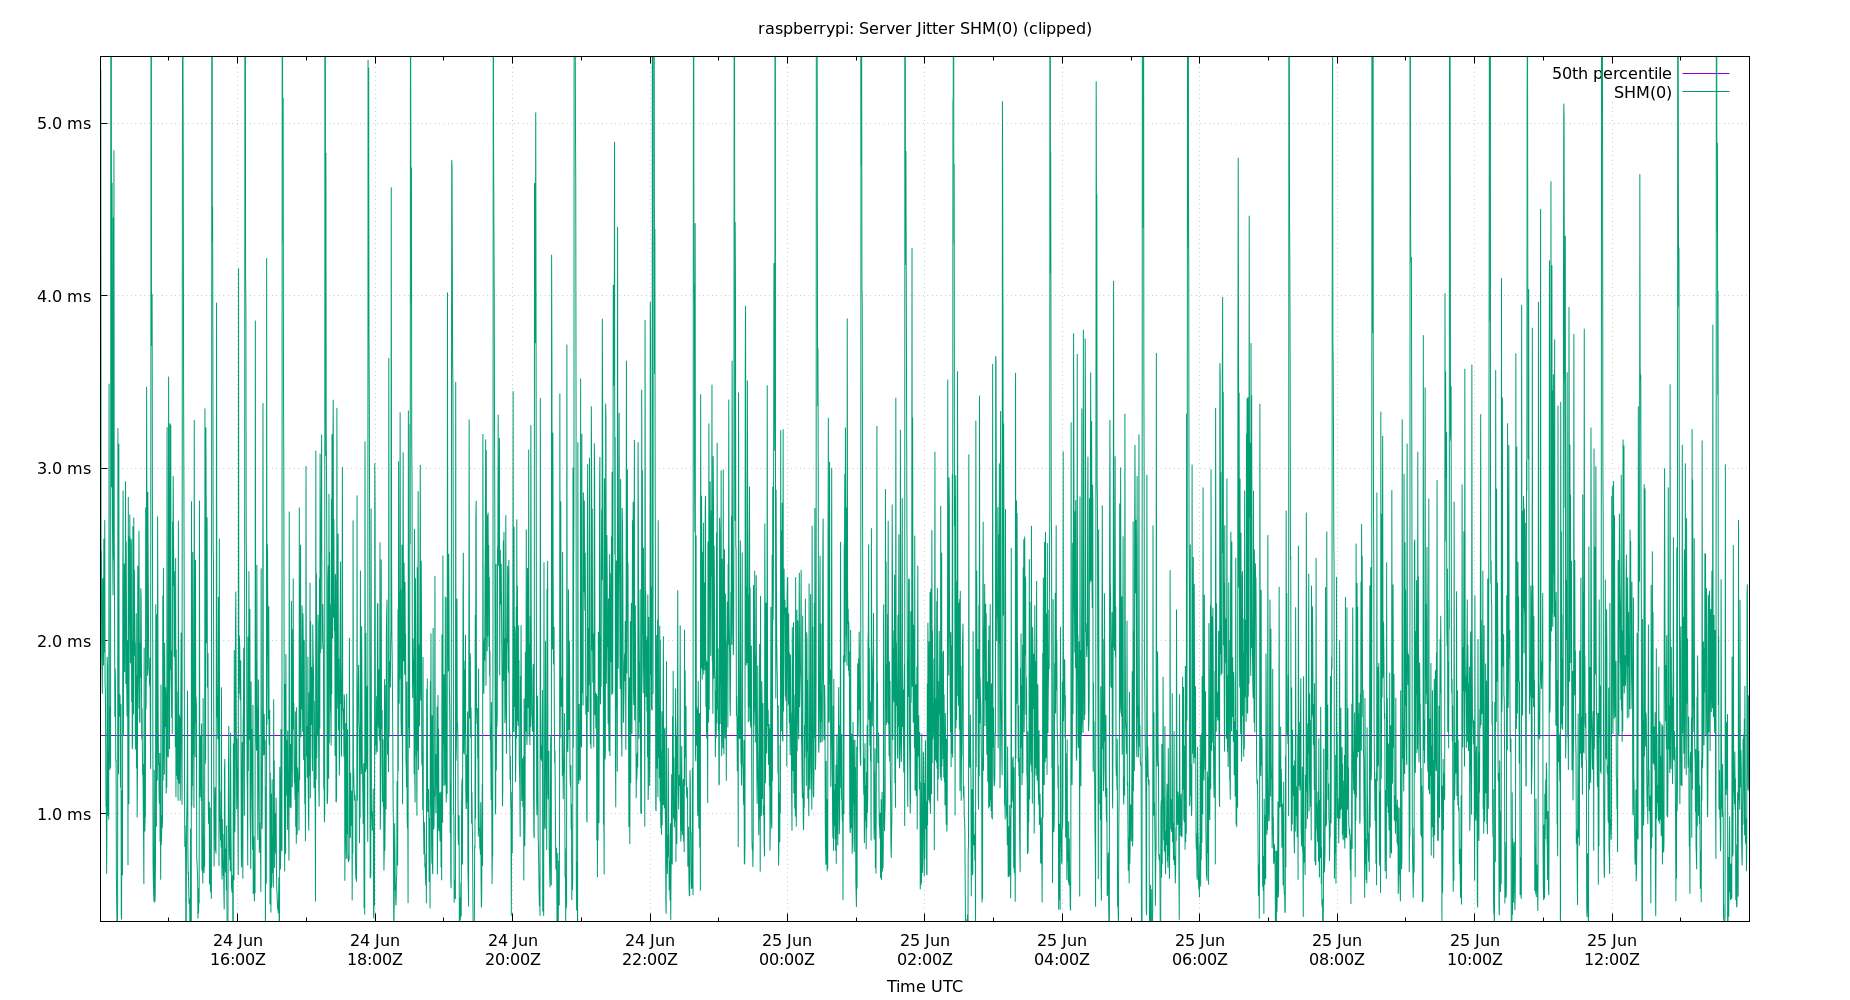 raspberrypi: Server Jitter SHM(0) (clipped)
50th percentile
SHM(0)
5.0 ms
4.0 ms
3.0 ms
2.0 ms
1.0 ms
24 Jun 24 Jun 24 Jun 24 Jun 25 Jun 25 Jun 25 Jun 25 Jun 25 Jun 25 Jun 25 Jun
16:00Z 18:00Z 20:00Z 22:00Z 00:00Z 02:00Z 04:00Z 06:00Z 08:00Z 10:00Z 12:00Z
Time UTC